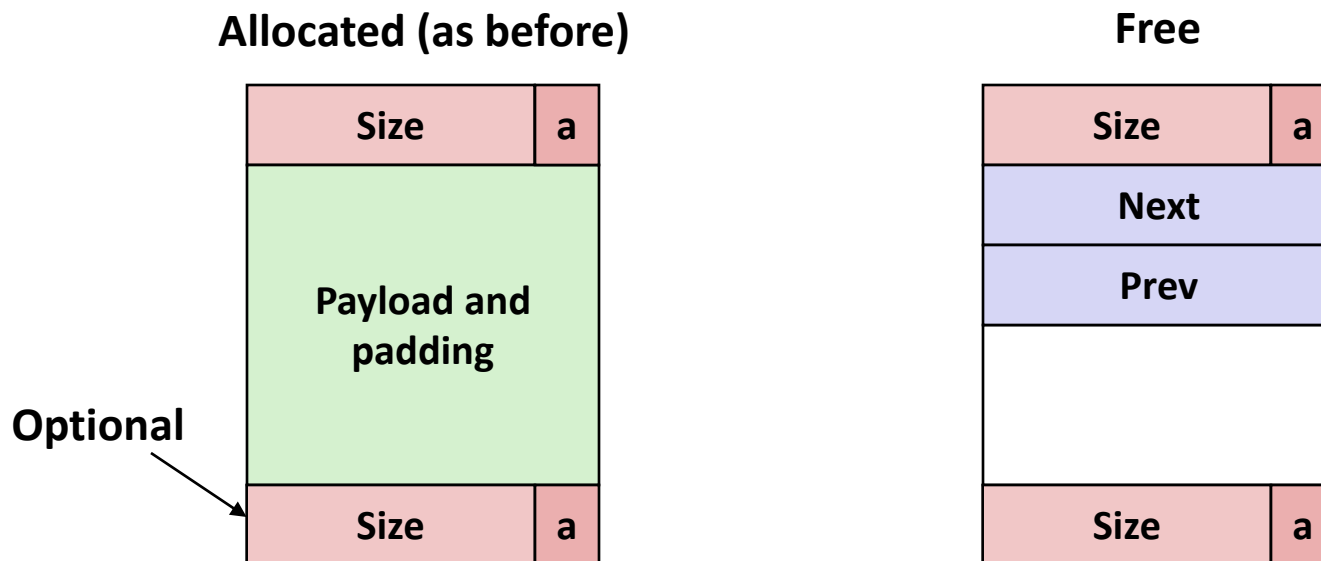 Allocated (as before)
Size a
Payload and
padding
Optional
Size a
Free
Size a
Next
Prev
Size a